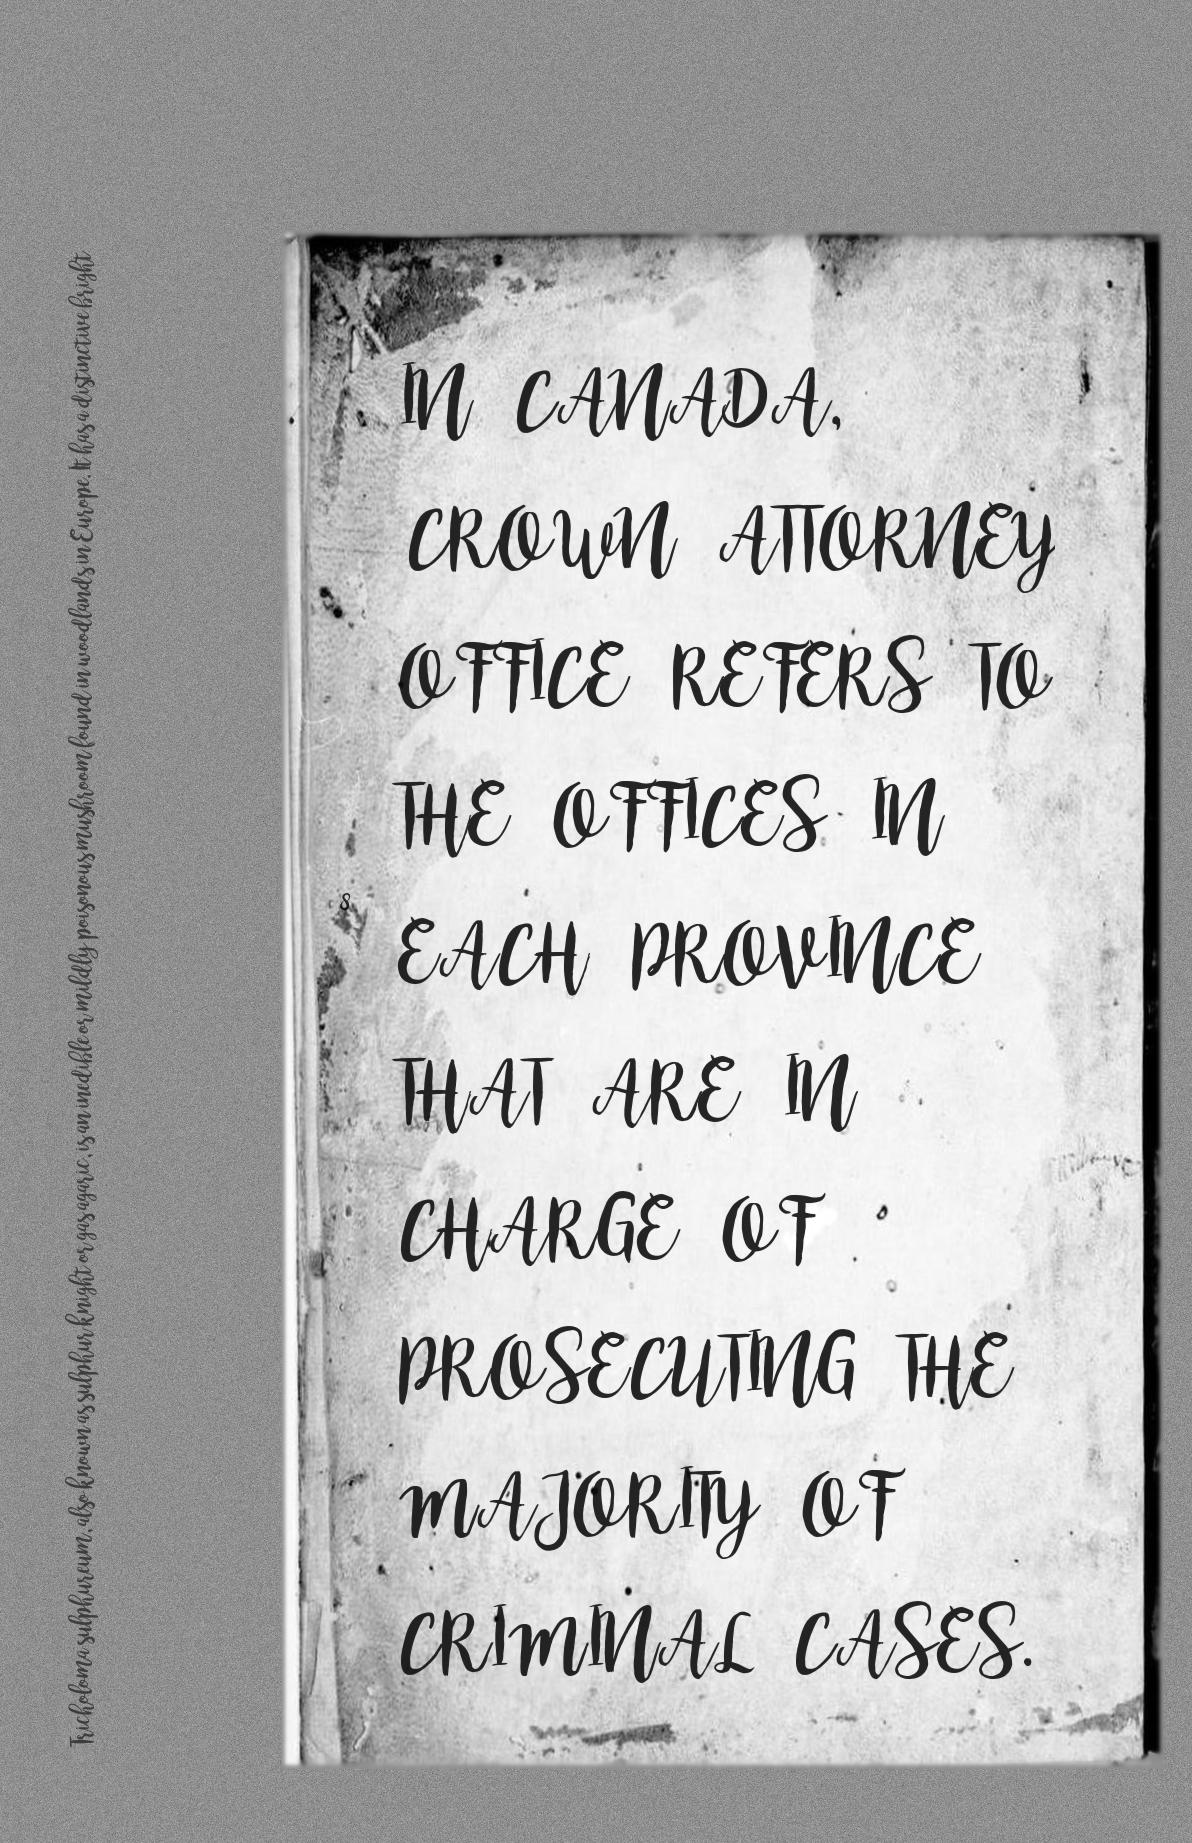 Tricholoma sulphureum, also known as sulphur knight or gas agaric, is an inedible or mildly poisonous mushroom found in woodlands in Europe. It has a distinctive bright
IN CANADA,
CROWN ATTORNEY
OFFICE REFERS TO
THE OFFICES IN
EACH PROVINCE
THAT ARE IN
CHARGE OF
PROSECUTING THE
MAJORITY OF
CRIMINAL CASES.
8